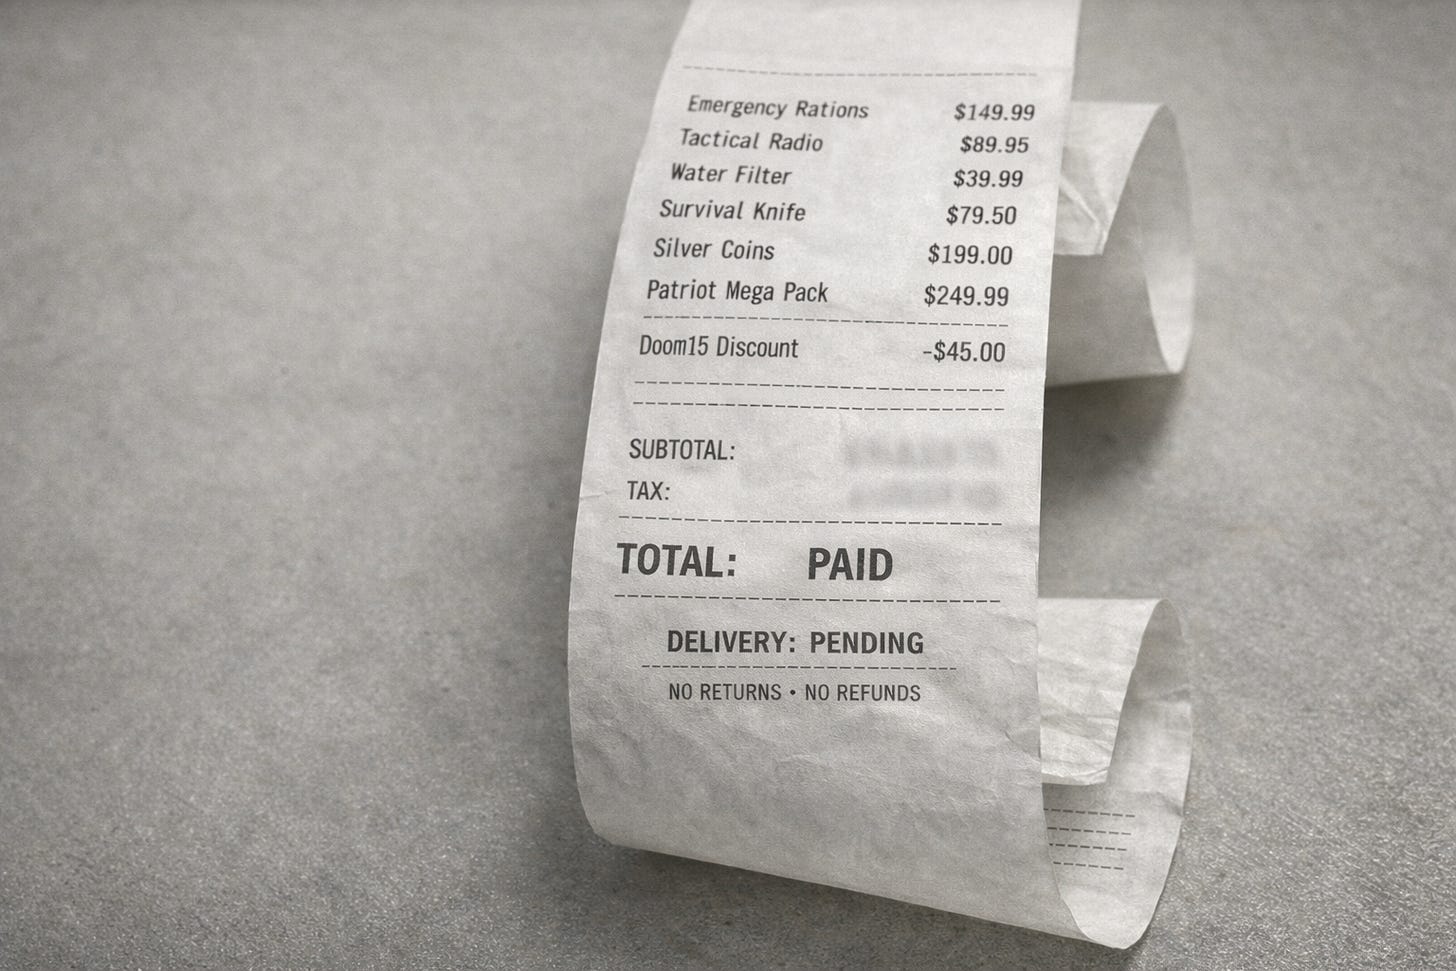 Emergency Rations $149.99
Tactical Radio $89.95
Water Filter $39.99
Survival Knife $79.50
Silver Coins $199.00
Patriot Mega Pack $249.99
Doom15 Discount -$45.00
SUBTOTAL:
TAX:
TOTAL: PAID
DELIVERY: PENDING
NO RETURNS • NO REFUNDS